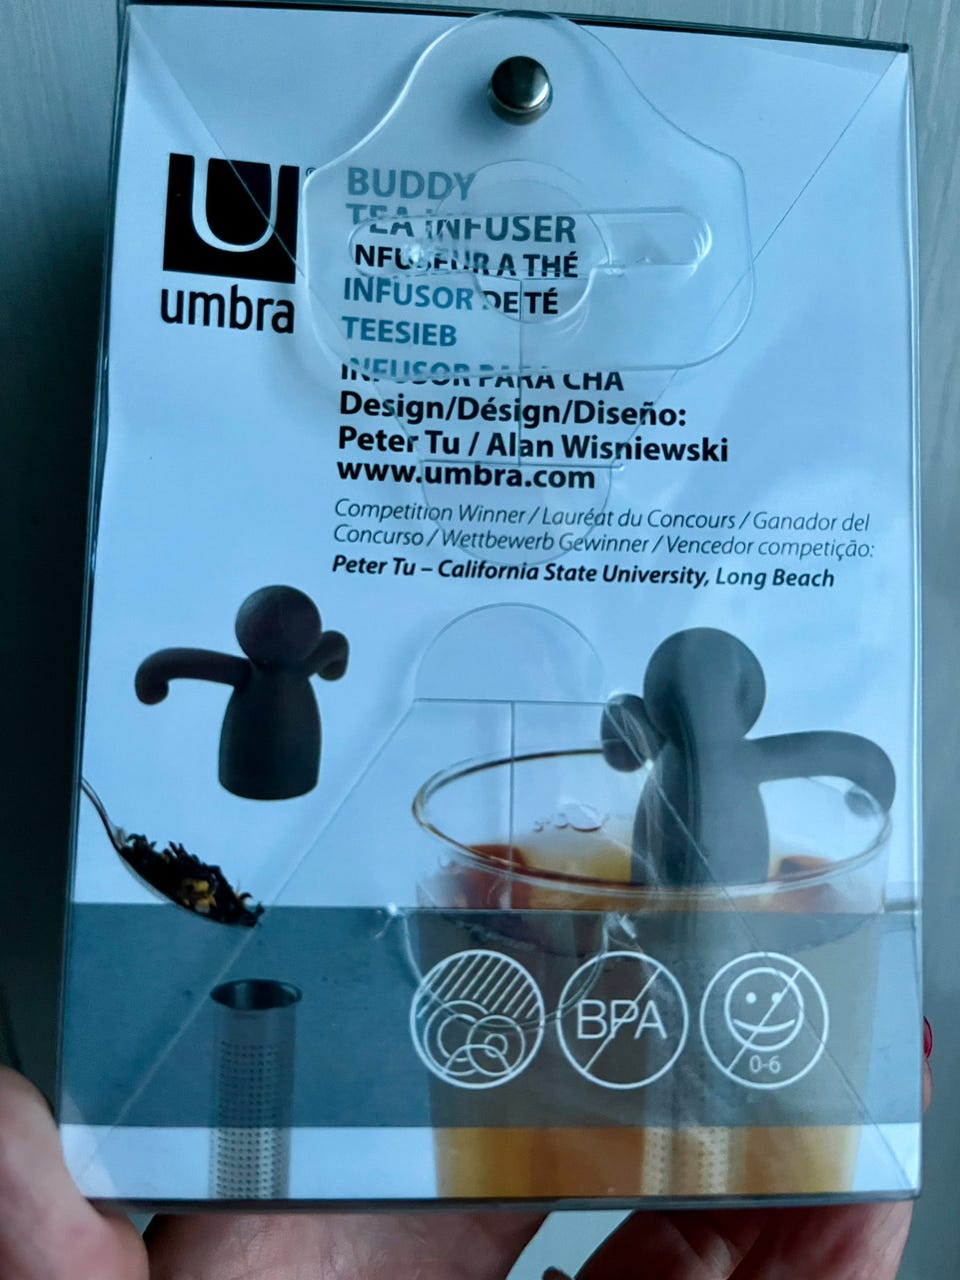 umbra
BUDDY
TEA INFUSER
INFUSEUR A THÉ
INFUSOR DE TÉ
TEESIEB
INFUSOR PARA CHA
Design/Désign/Diseño:
Peter Tu / Alan Wisniewski
www.umbra.com
Competition Winner / Lauréat du Concours / Ganador del
Concurso / Wettbewerb Gewinner / Vencedor competição:
Peter Tu – California State University, Long Beach
BPA
0-6